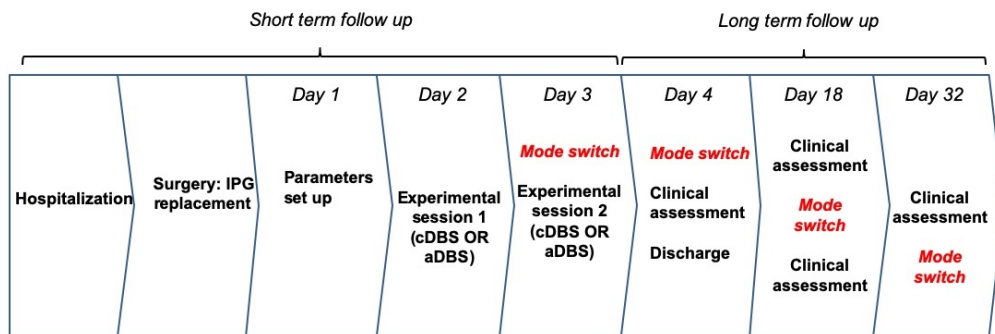 Short term follow up
Long term follow up
Hospitalization
Surgery: IPG
replacement
Day 1
Parameters
set up
Day 2
Experimental
session 1
(cDBS OR
aDBS)
Day 3
Mode switch
Experimental
session 2
(cDBS OR
aDBS)
Day 4
Mode switch
Clinical
assessment
Discharge
Day 18
Clinical
assessment
Mode
switch
Clinical
assessment
Day 32
Clinical
assessment
Mode
switch